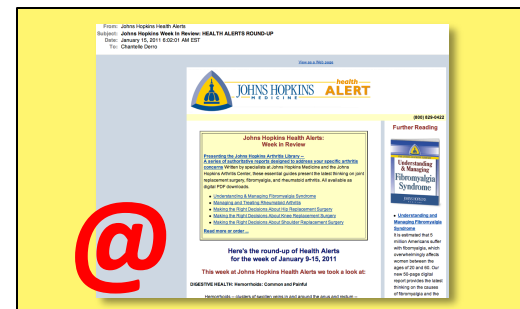 From: Johns Hopkins Health Alerts
Subject: Johns Hopkins Week In Review: HEALTH ALERTS ROUND-UP
Date: January 15, 2011 6:02:01 AM EST
To: Chantelle Derro
View as a Web page
JOHNS HOPKINS
MEDICINE
health
ALERT
(800) 829-0422
Johns Hopkins Health Alerts:
Week in Review
Presenting the Johns Hopkins Arthritis Library –
A series of authoritative reports designed to address your specific arthritis
concerns Written by specialists at Johns Hopkins Medicine and the Johns
Hopkins Arthritis Center, these essential guides present the latest thinking on joint
replacement surgery, fibromyalgia, and rheumatoid arthritis. All available as
digital PDF downloads.
• Understanding & Managing Fibromyalgia Syndrome
• Managing and Treating Rheumatoid Arthritis
• Making the Right Decisions About Hip Replacement Surgery
• Making the Right Decisions About Knee Replacement Surgery
• Making the Right Decisions About Shoulder Replacement Surgery
Read more or order ...
Here's the round-up of Health Alerts
for the week of January 9-15, 2011
This week at Johns Hopkins Health Alerts we took a look at:
DIGESTIVE HEALTH: Hemorrhoids: Common and Painful
Hemorrhoids – clusters of swollen veins in and around the anus and rectum –
Further Reading
Understanding
& Managing
Fibromyalgia
Syndrome
• Understanding and
Managing Fibromyalgia
Syndrome
It is estimated that 5
million Americans suffer
with fibromyalgia, which
overwhelmingly affects
women between the
ages of 20 and 60. Our
new 50-page digital
report provides the latest
thinking on the causes
of fibromyalgia and the
@